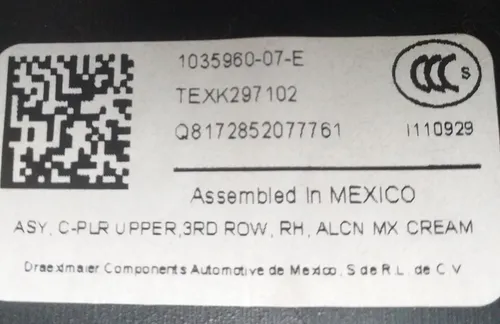 1035960-07-E
CCC S
TEXK297102
Q8172852077761 I110929
Assembled In MEXICO
ASY, C-PLR UPPER,3RD ROW, RH, ALCN MX CREAM
Draexlmaier Components Automotive de Mexico, S de R.L. de C V